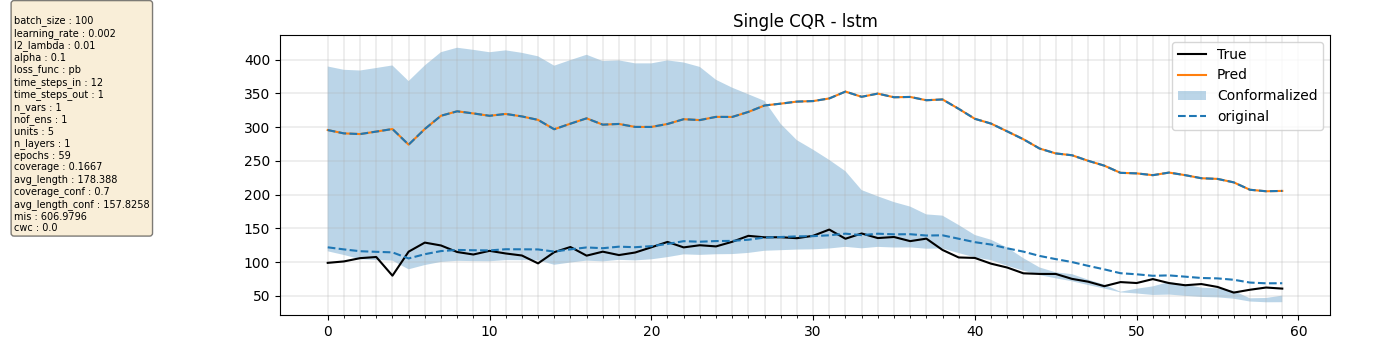 batch_size : 100
learning_rate : 0.002
l2_lambda : 0.01
alpha : 0.1
loss_func : pb
time_steps_in : 12
time_steps_out : 1
n_vars : 1
nof_ens : 1
units : 5
n_layers : 1
epochs : 59
coverage : 0.1667
avg_length : 178.388
coverage_conf : 0.7
avg_length_conf : 157.8258
mis : 606.9796
cwc : 0.0
Single CQR - lstm
400
350
300
250
200
150
100
50
0 10 20 30 40 50 60
True
Pred
Conformalized
original